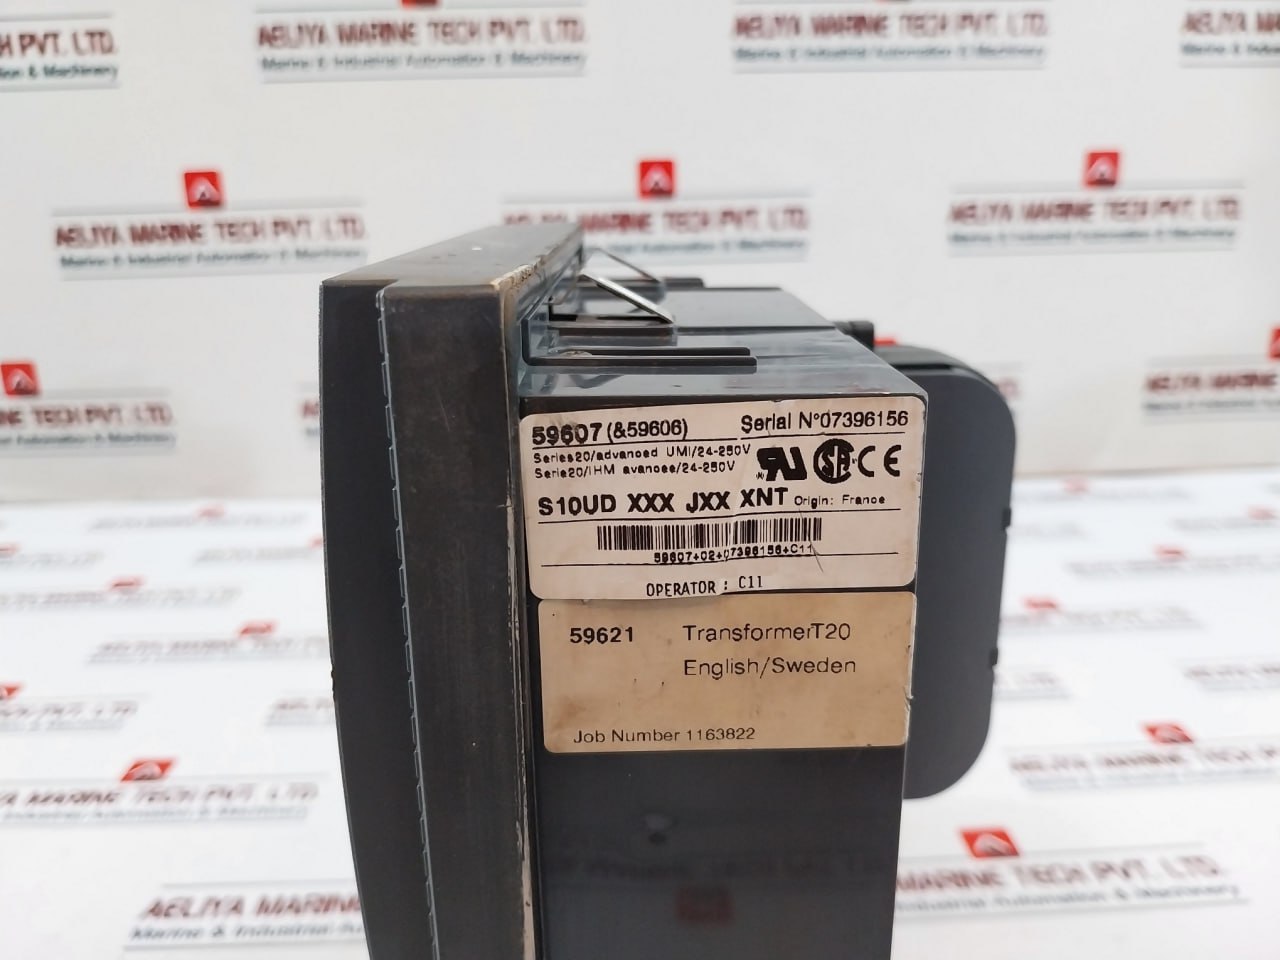 AELIYA MARINE TECH PVT. LTD.
Marine & Industrial Automation & Machinery
59607 (&59606) Serial N°07396156
Series20/advanced UMI/24-250V
Serie20/IHM avancee/24-250V
S10UD XXX JXX XNT Origin: France
59607+02+07396156+C11
OPERATOR : C11
59621 TransformerT20
English/Sweden
Job Number 1163822